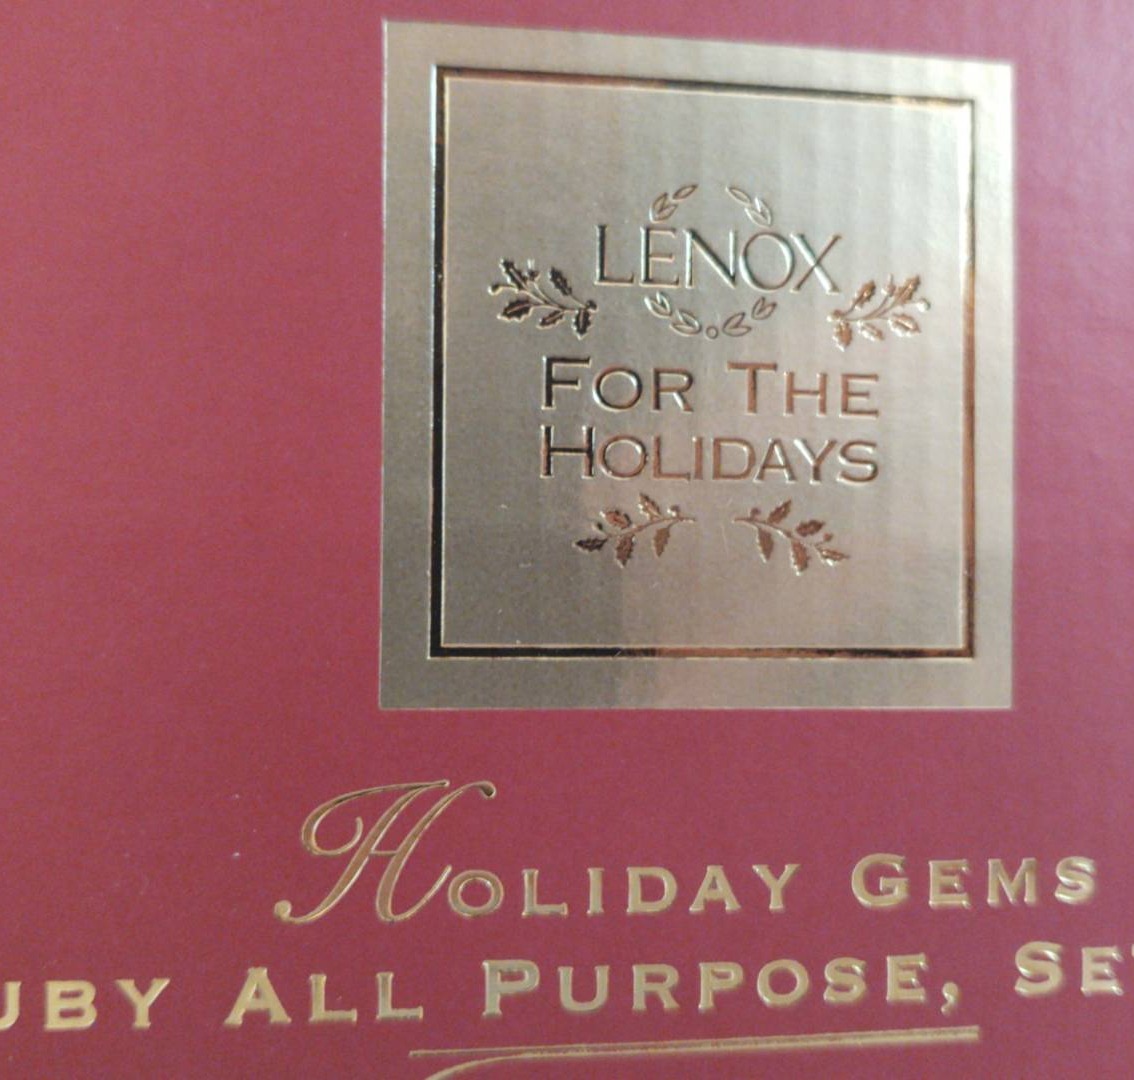 LENOX
FOR THE
HOLIDAYS
HOLIDAY GEMS
ALL PURPOSE,